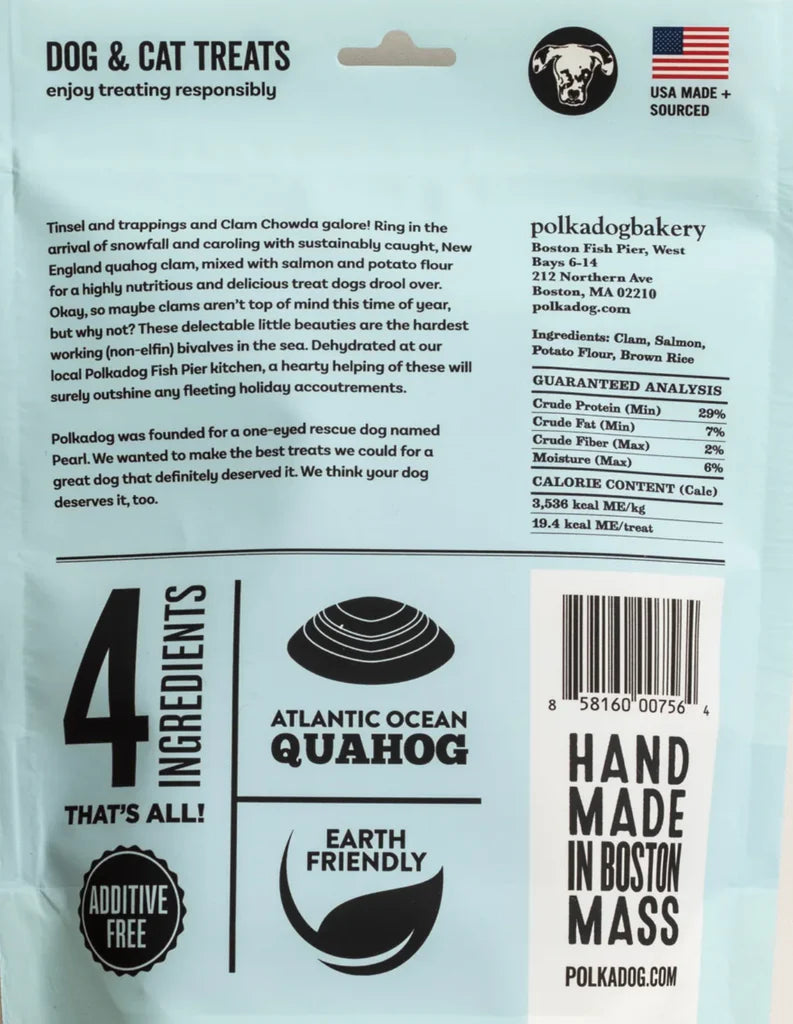 DOG & CAT TREATS
enjoy treating responsibly
USA MADE +
SOURCED
Tinsel and trappings and Clam Chowda galore! Ring in the
arrival of snowfall and caroling with sustainably caught, New
England quahog clam, mixed with salmon and potato flour
for a highly nutritious and delicious treat dogs drool over.
Okay, so maybe clams aren't top of mind this time of year,
but why not? These delectable little beauties are the hardest
working (non-elfin) bivalves in the sea. Dehydrated at our
local Polkadog Fish Pier kitchen, a hearty helping of these will
surely outshine any fleeting holiday accoutrements.
Polkadog was founded for a one-eyed rescue dog named
Pearl. We wanted to make the best treats we could for a
great dog that definitely deserved it. We think your dog
deserves it, too.
polkadogbakery
Boston Fish Pier, West
Bays 6-14
212 Northern Ave
Boston, MA 02210
polkadog.com
Ingredients: Clam, Salmon,
Potato Flour, Brown Rice
GUARANTEED ANALYSIS
Crude Protein (Min) 29%
Crude Fat (Min) 7%
Crude Fiber (Max) 2%
Moisture (Max) 6%
CALORIE CONTENT (Calc)
3,536 kcal ME/kg
19.4 kcal ME/treat
4 INGREDIENTS
THAT'S ALL!
ADDITIVE
FREE
ATLANTIC OCEAN
QUAHOG
EARTH
FRIENDLY
8 58160 00756 4
HAND
MADE
IN BOSTON
MASS
POLKADOG.COM